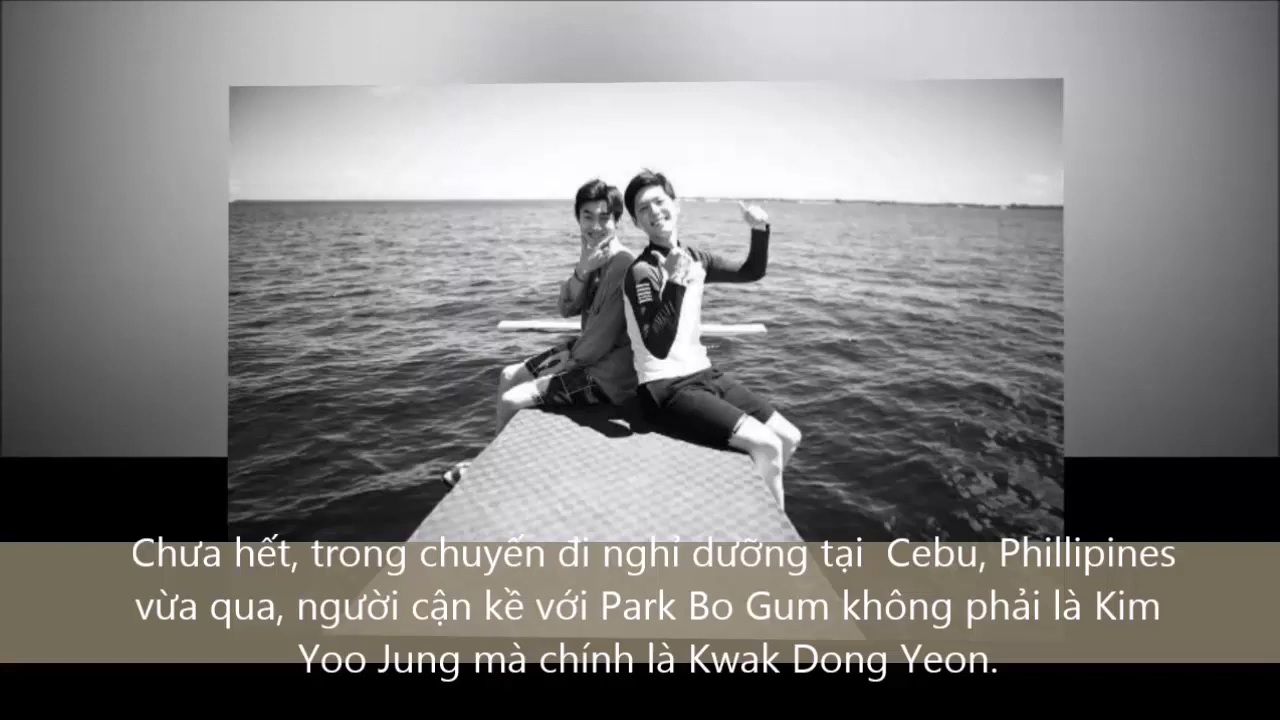 Chưa hết, trong chuyến đi nghỉ dưỡng tại  Cebu, Phillipines
vừa qua, người cận kề với Park Bo Gum không phải là Kim
Yoo Jung mà chính là Kwak Dong Yeon.